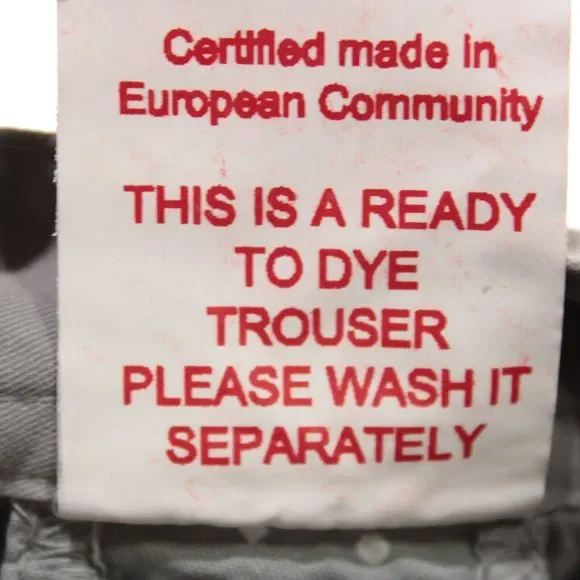 Certified made in
European Community
THIS IS A READY
TO DYE
TROUSER
PLEASE WASH IT
SEPARATELY